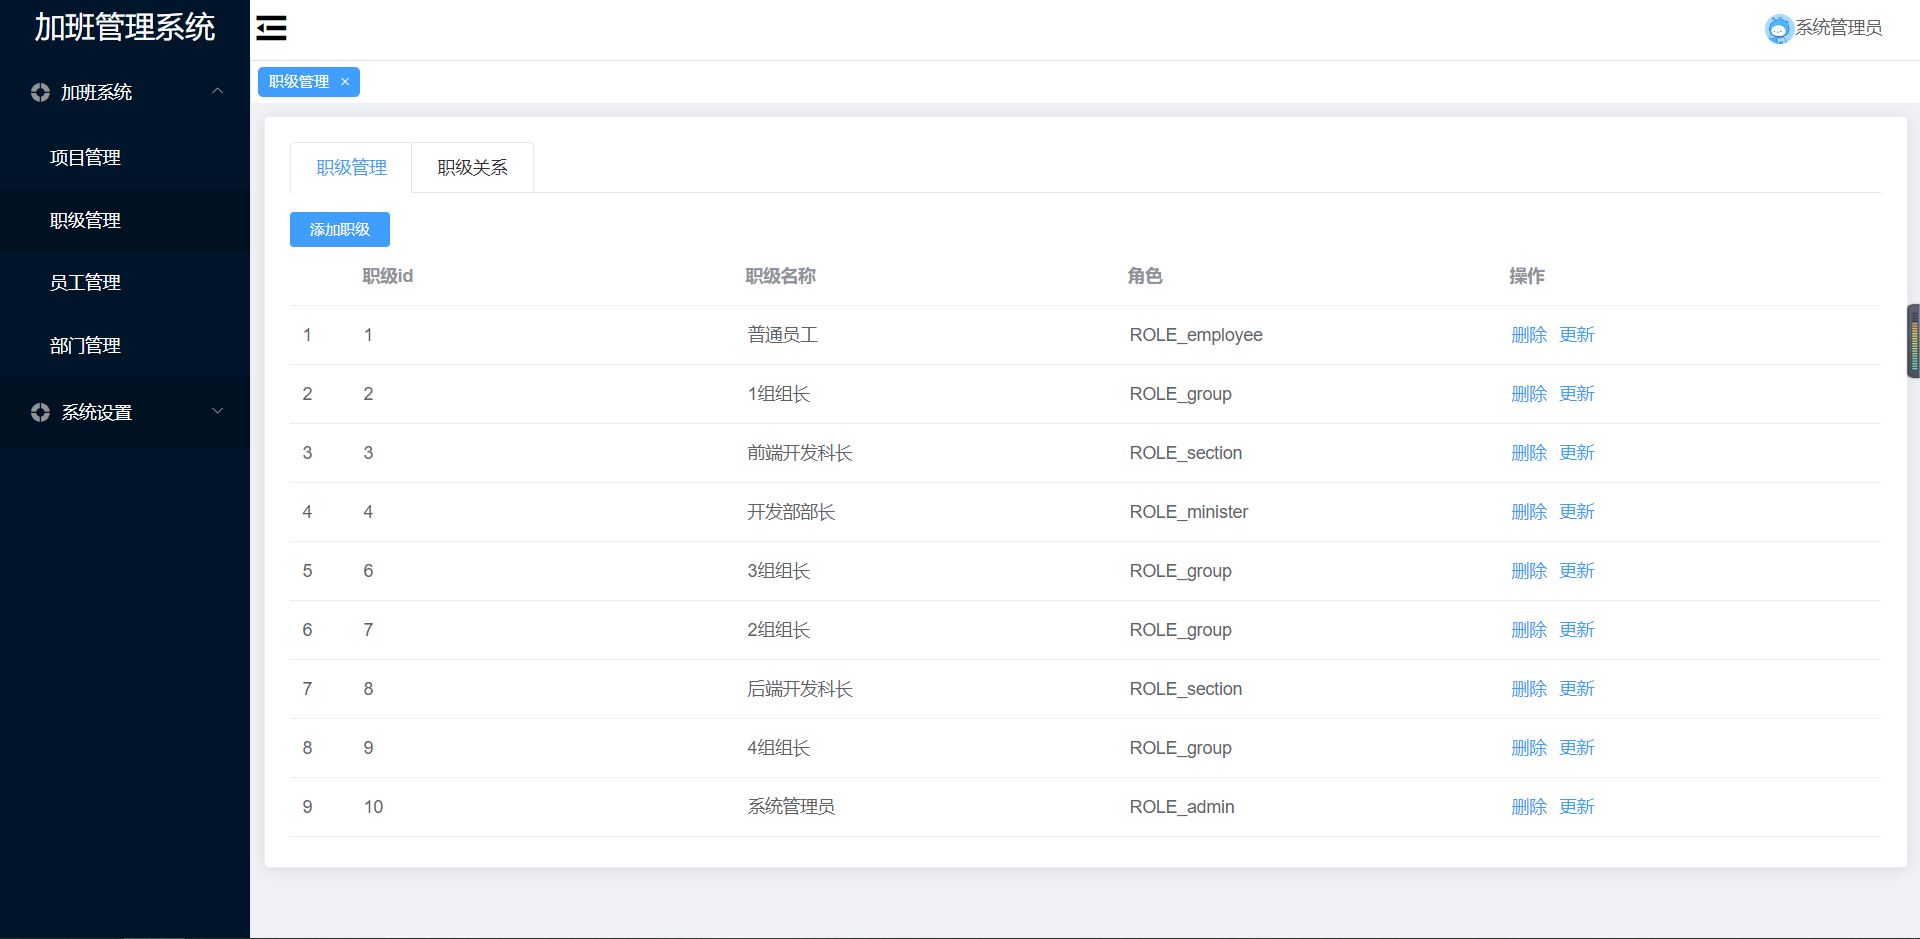 加班管理系统
系统管理员
职级管理 ×
加班系统
项目管理
职级管理
员工管理
部门管理
系统设置
职级管理 职级关系
添加职级
职级id 职级名称 角色 操作
1 1 普通员工 ROLE_employee 删除 更新
2 2 1组组长 ROLE_group 删除 更新
3 3 前端开发科长 ROLE_section 删除 更新
4 4 开发部部长 ROLE_minister 删除 更新
5 6 3组组长 ROLE_group 删除 更新
6 7 2组组长 ROLE_group 删除 更新
7 8 后端开发科长 ROLE_section 删除 更新
8 9 4组组长 ROLE_group 删除 更新
9 10 系统管理员 ROLE_admin 删除 更新